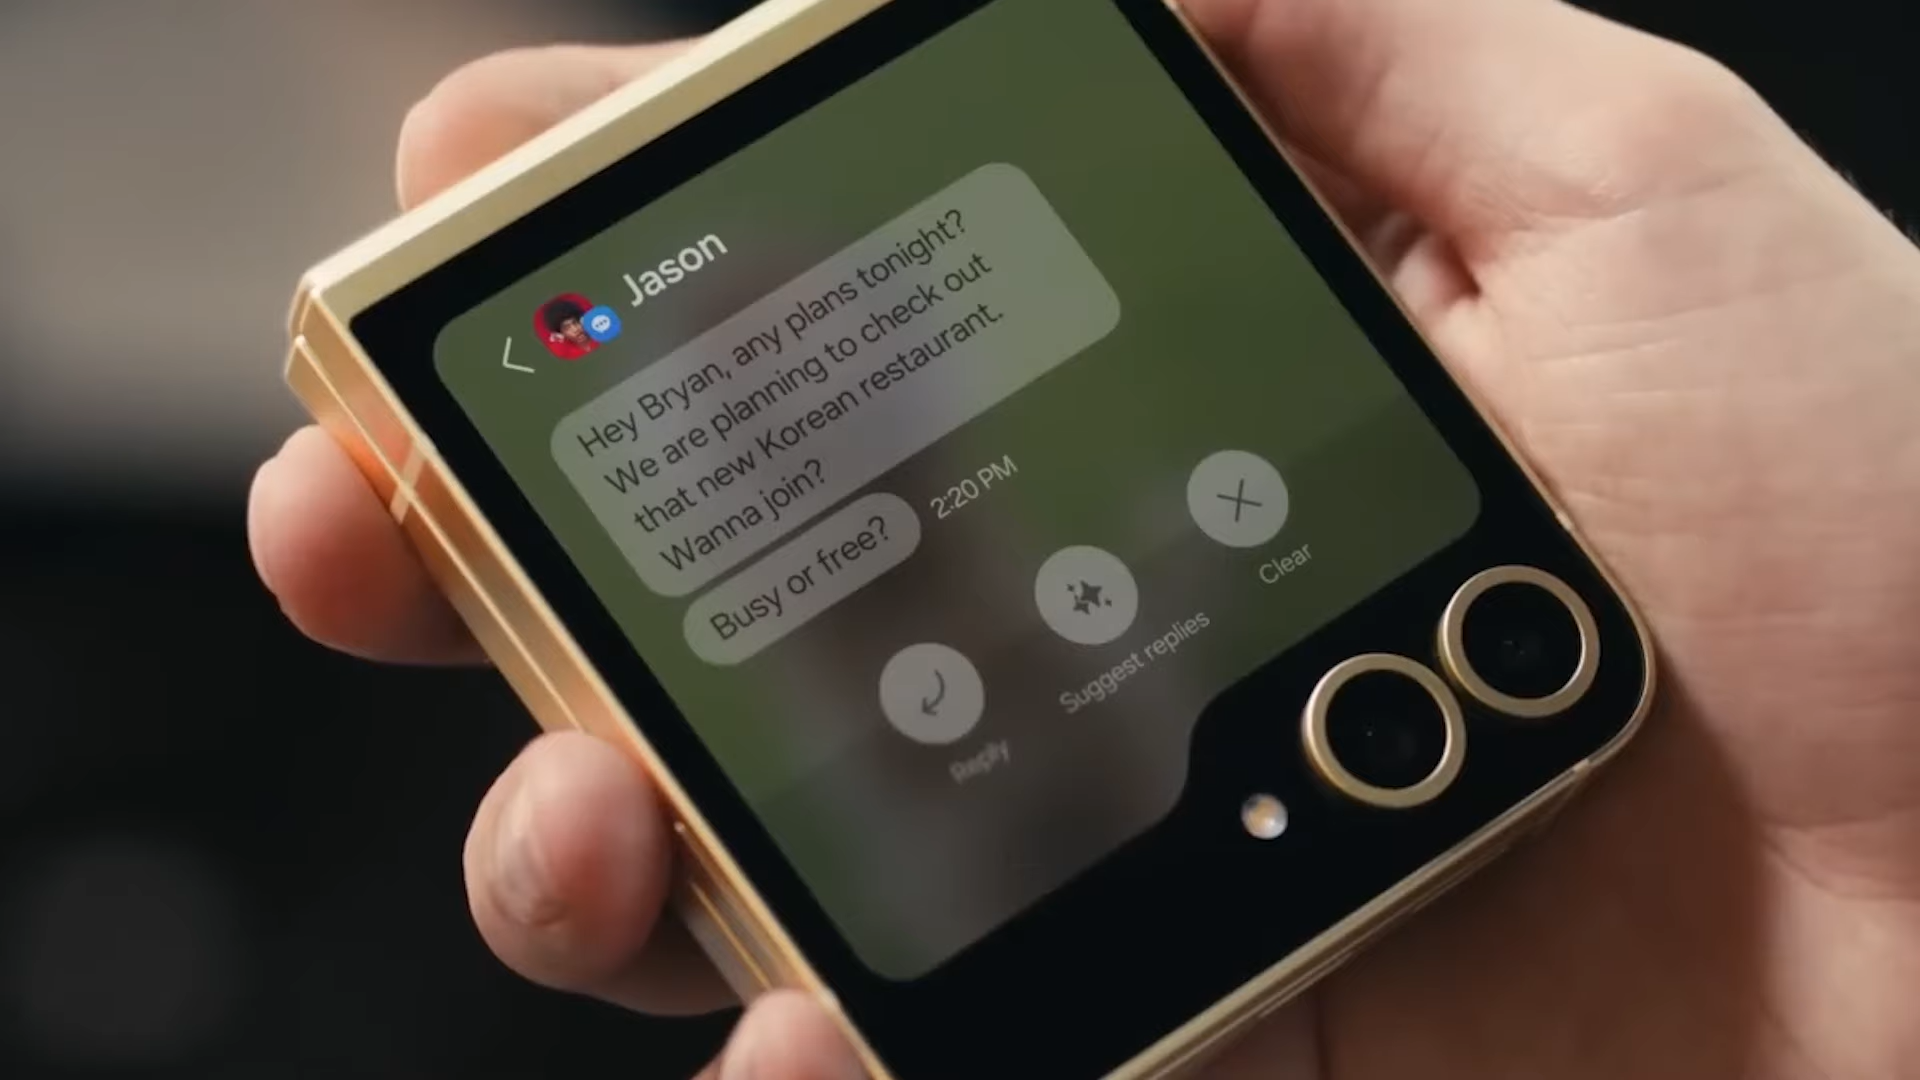 Jason
Hey Bryan, any plans tonight?
We are planning to check out
that new Korean restaurant.
Wanna join?
Busy or free?
2:20 PM
Reply
Suggest replies
Clear